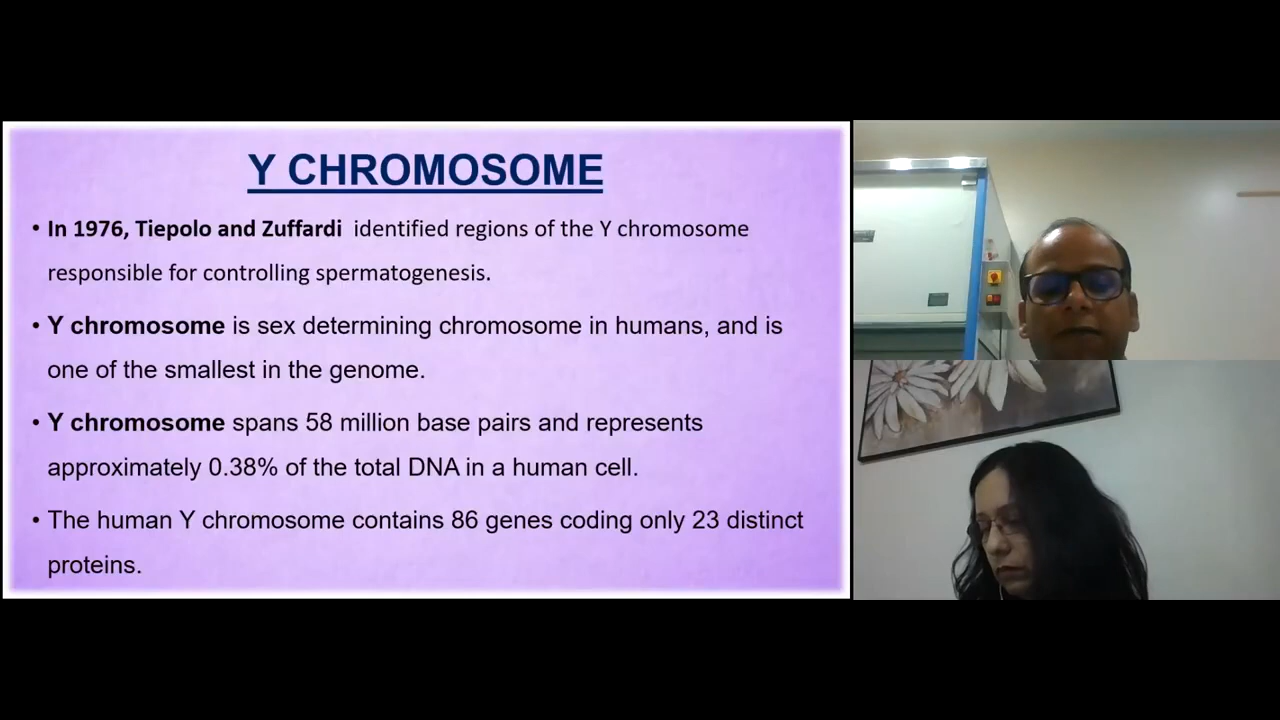 Y CHROMOSOME
• In 1976, Tiepolo and Zuffardi identified regions of the Y chromosome
responsible for controlling spermatogenesis.
• Y chromosome is sex determining chromosome in humans, and is
one of the smallest in the genome.
• Y chromosome spans 58 million base pairs and represents
approximately 0.38% of the total DNA in a human cell.
• The human Y chromosome contains 86 genes coding only 23 distinct
proteins.